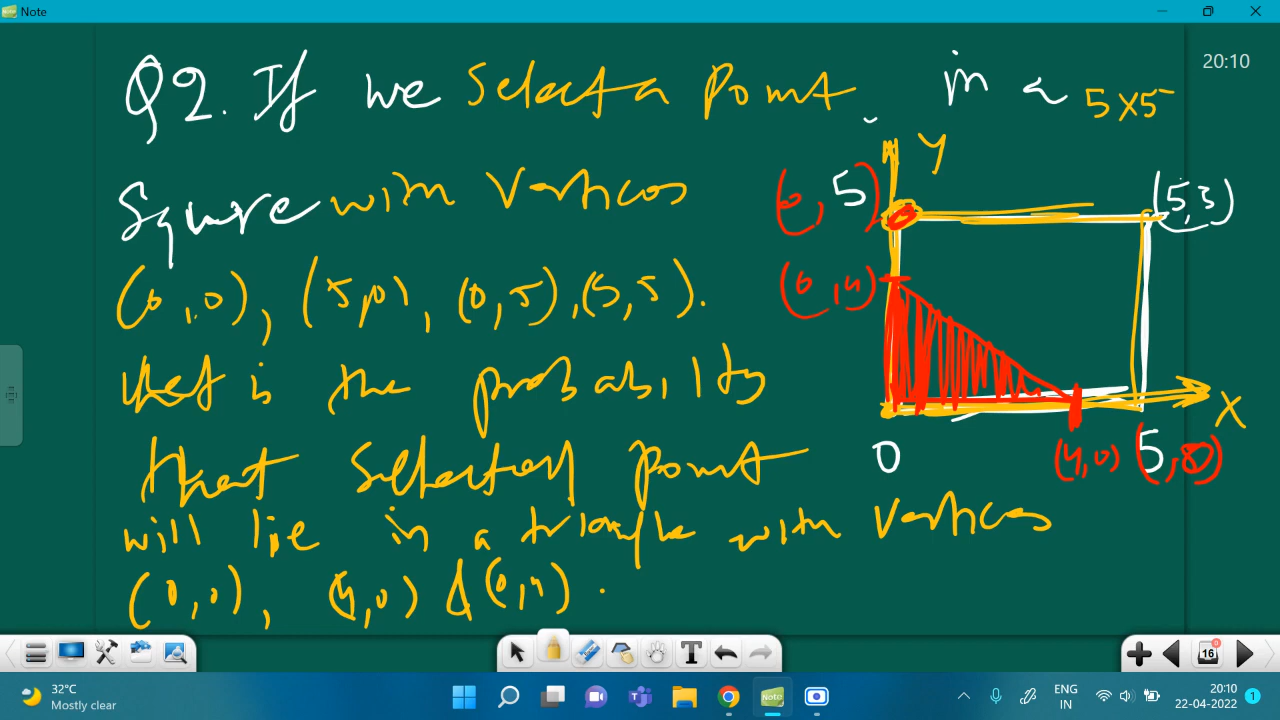 Note
20:10
Q2. If we Select a Point in a 5x5
Square with Vertices
(0,0), (5,0), (0,5), (5,5).
What is the probability
that selected point
will lie in a triangle with vertices
(0,0), (4,0) & (0,4).
Y
(0,5)
(5,5)
(0,4)
X
0
(4,0)
(5,0)
T
16
32°C
Mostly clear
ENG
IN
20:10
22-04-2022
1